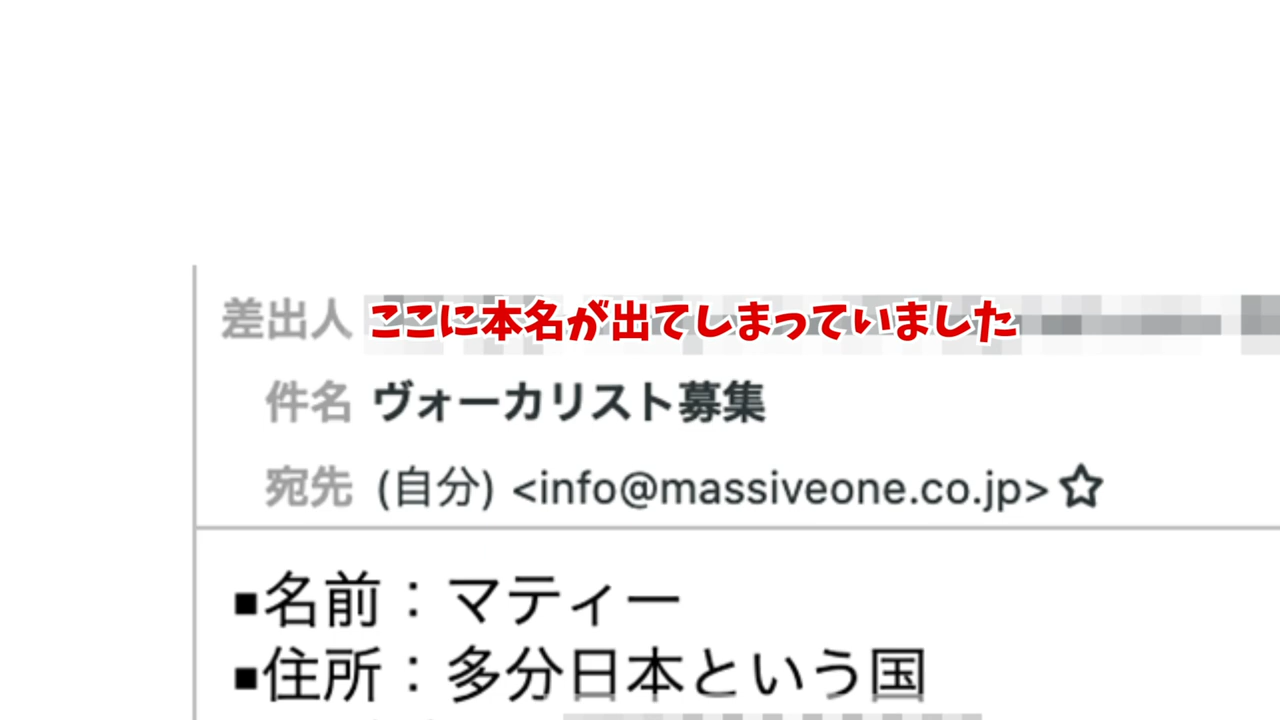 差出人 ここに本名が出てしまっていました
件名 ヴォーカリスト募集
宛先 (自分) <info@massiveone.co.jp>☆
■名前：マティー
■住所：多分日本という国